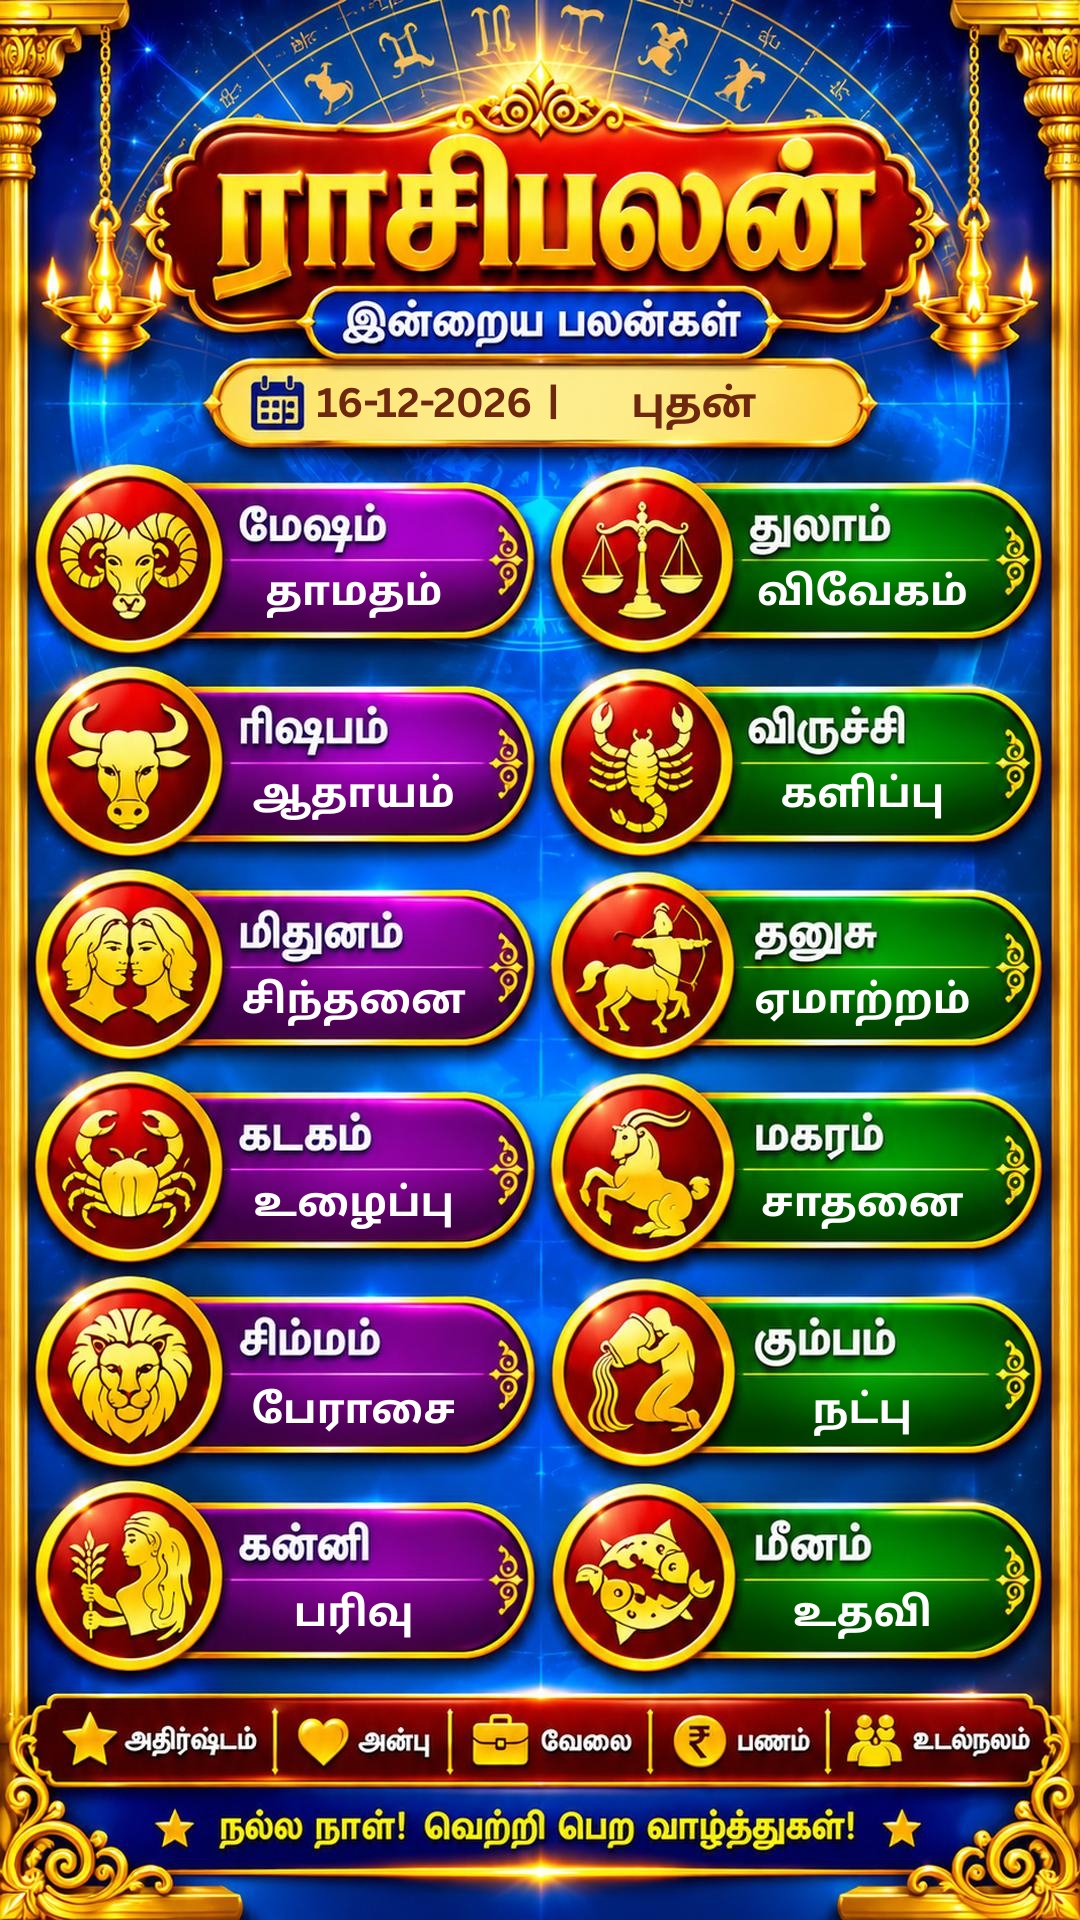 ராசிபலன்
இன்றைய பலன்கள்
16-12-2026 | புதன்
மேஷம்
தாமதம்
துலாம்
விவேகம்
ரிஷபம்
ஆதாயம்
விருச்சி
களிப்பு
மிதுனம்
சிந்தனை
தனுசு
ஏமாற்றம்
கடகம்
உழைப்பு
மகரம்
சாதனை
சிம்மம்
பேராசை
கும்பம்
நட்பு
கன்னி
பரிவு
மீனம்
உதவி
அதிர்ஷ்டம் அன்பு வேலை பணம் உடல்நலம்
நல்ல நாள்! வெற்றி பெற வாழ்த்துகள்!